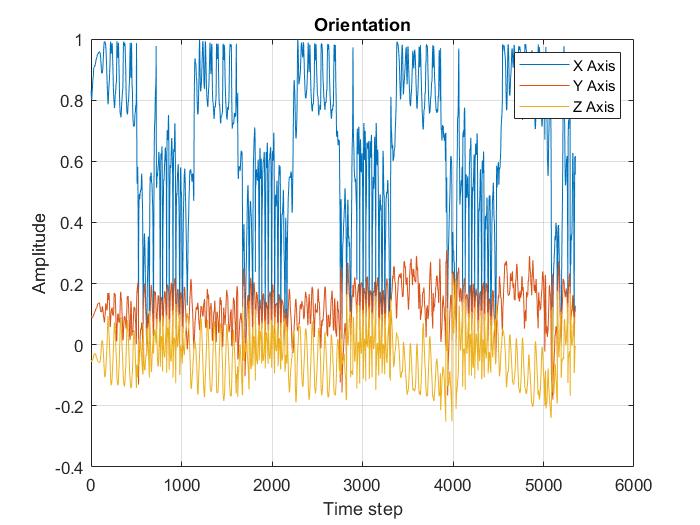 Orientation
1
0.8
0.6
0.4
0.2
0
-0.2
-0.4
Amplitude
X Axis
Y Axis
Z Axis
0 1000 2000 3000 4000 5000 6000
Time step